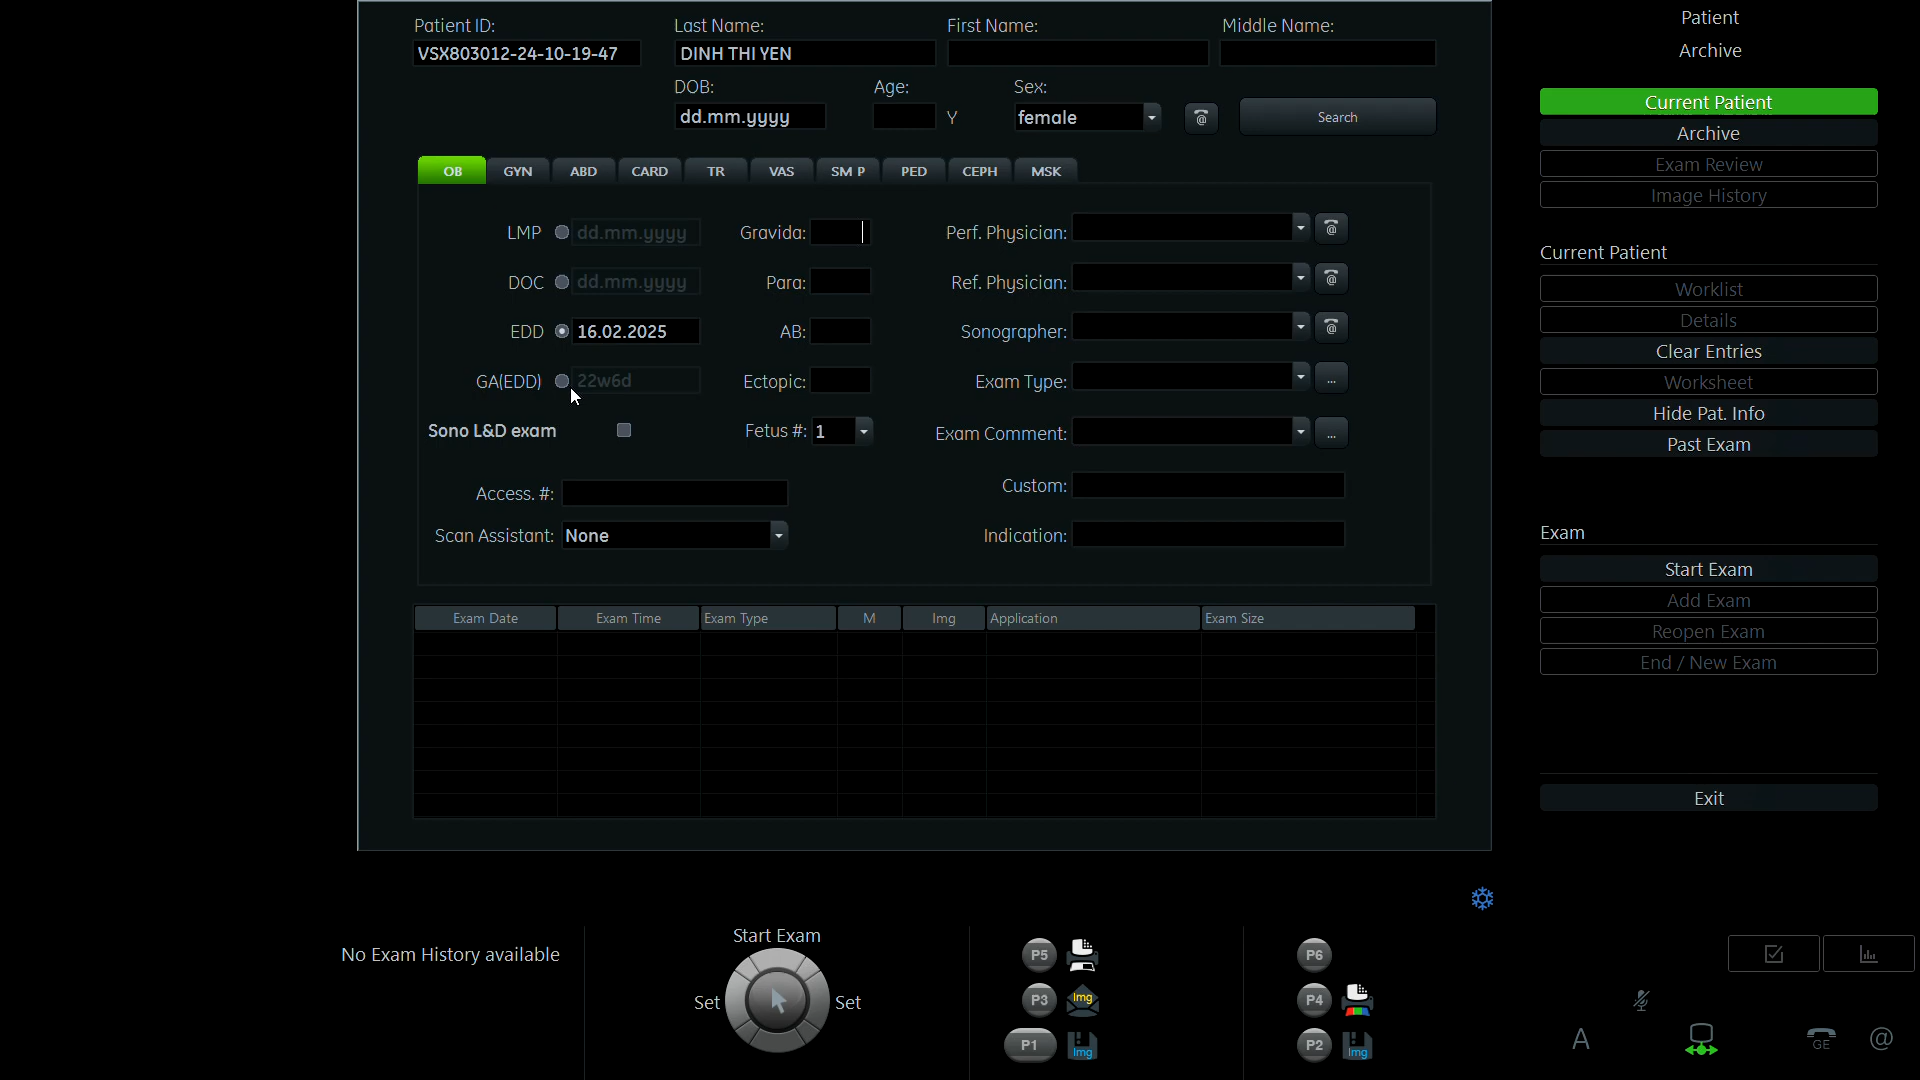 Patient ID: Last Name: First Name: Middle Name:
VSX803012-24-10-19-47 DINH THI YEN
DOB: Age: Sex:
dd.mm.yyyy Y female @ Search
OB GYN ABD CARD TR VAS SM P PED CEPH MSK
LMP dd.mm.yyyy Gravida: Perf. Physician: @
DOC dd.mm.yyyy Para: Ref. Physician: @
EDD 16.02.2025 AB: Sonographer: @
GA(EDD) 22w6d Ectopic: Exam Type: ...
Sono L&D exam Fetus #: 1 Exam Comment: ...
Access. #: Custom:
Scan Assistant: None Indication:
Exam Date Exam Time Exam Type M Img Application Exam Size
Patient
Archive
Current Patient
Archive
Exam Review
Image History
Current Patient
Worklist
Details
Clear Entries
Worksheet
Hide Pat. Info
Past Exam
Exam
Start Exam
Add Exam
Reopen Exam
End / New Exam
Exit
No Exam History available
Start Exam
Set Set
P5
P3 Img
P1 Img
P6
P4
P2 Img
A GE @